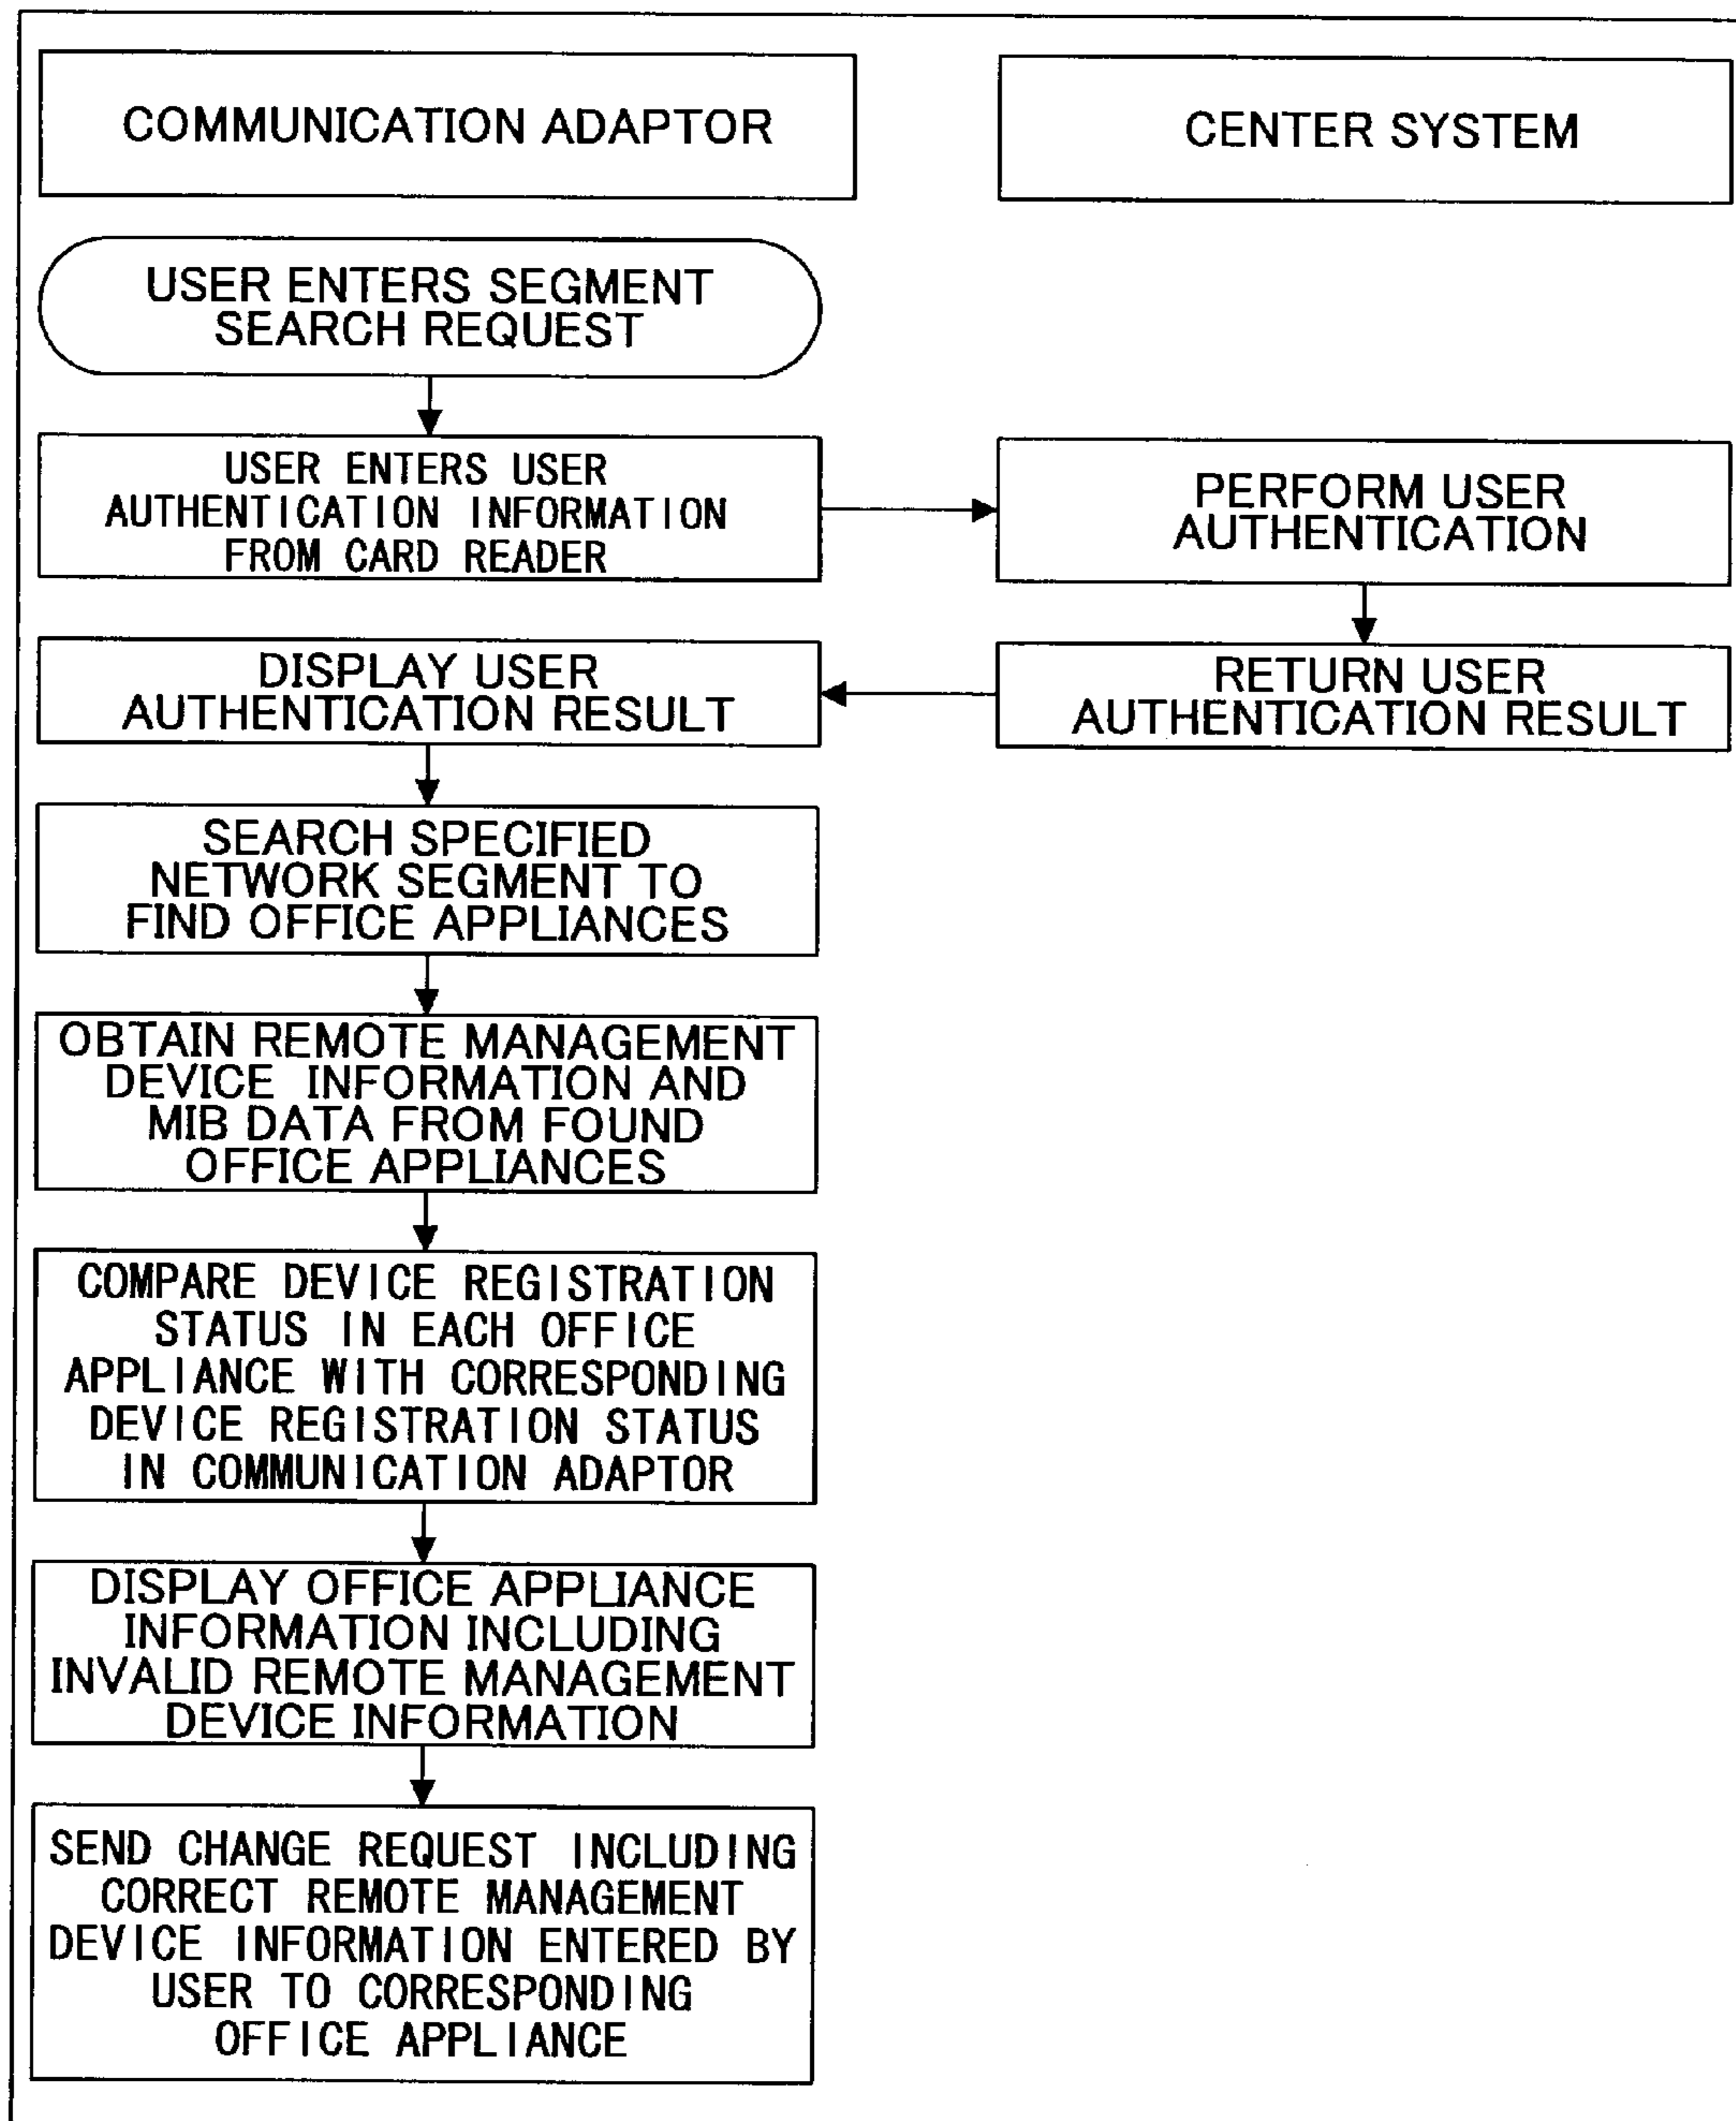 COMMUNICATION ADAPTOR
CENTER SYSTEM
USER ENTERS SEGMENT
SEARCH REQUEST
USER ENTERS USER
AUTHENTICATION INFORMATION
FROM CARD READER
PERFORM USER
AUTHENTICATION
DISPLAY USER
AUTHENTICATION RESULT
RETURN USER
AUTHENTICATION RESULT
SEARCH SPECIFIED
NETWORK SEGMENT TO
FIND OFFICE APPLIANCES
OBTAIN REMOTE MANAGEMENT
DEVICE INFORMATION AND
MIB DATA FROM FOUND
OFFICE APPLIANCES
COMPARE DEVICE REGISTRATION
STATUS IN EACH OFFICE
APPLIANCE WITH CORRESPONDING
DEVICE REGISTRATION STATUS
IN COMMUNICATION ADAPTOR
DISPLAY OFFICE APPLIANCE
INFORMATION INCLUDING
INVALID REMOTE MANAGEMENT
DEVICE INFORMATION
SEND CHANGE REQUEST INCLUDING
CORRECT REMOTE MANAGEMENT
DEVICE INFORMATION ENTERED BY
USER TO CORRESPONDING
OFFICE APPLIANCE